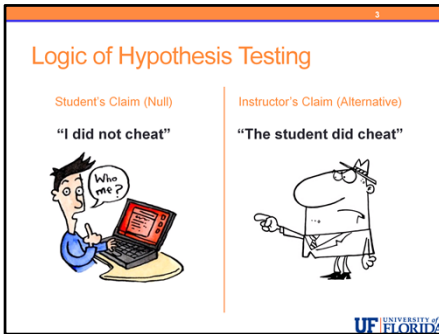 3
Logic of Hypothesis Testing
Student's Claim (Null)
"I did not cheat"
Who
me?
Instructor's Claim (Alternative)
"The student did cheat"
UF UNIVERSITY of
FLORIDA